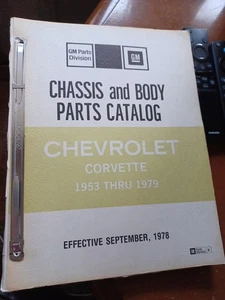 GM Parts
Division
GM
CHASSIS and BODY
PARTS CATALOG
CHEVROLET
CORVETTE
1953 THRU 1979
EFFECTIVE SEPTEMBER, 1978